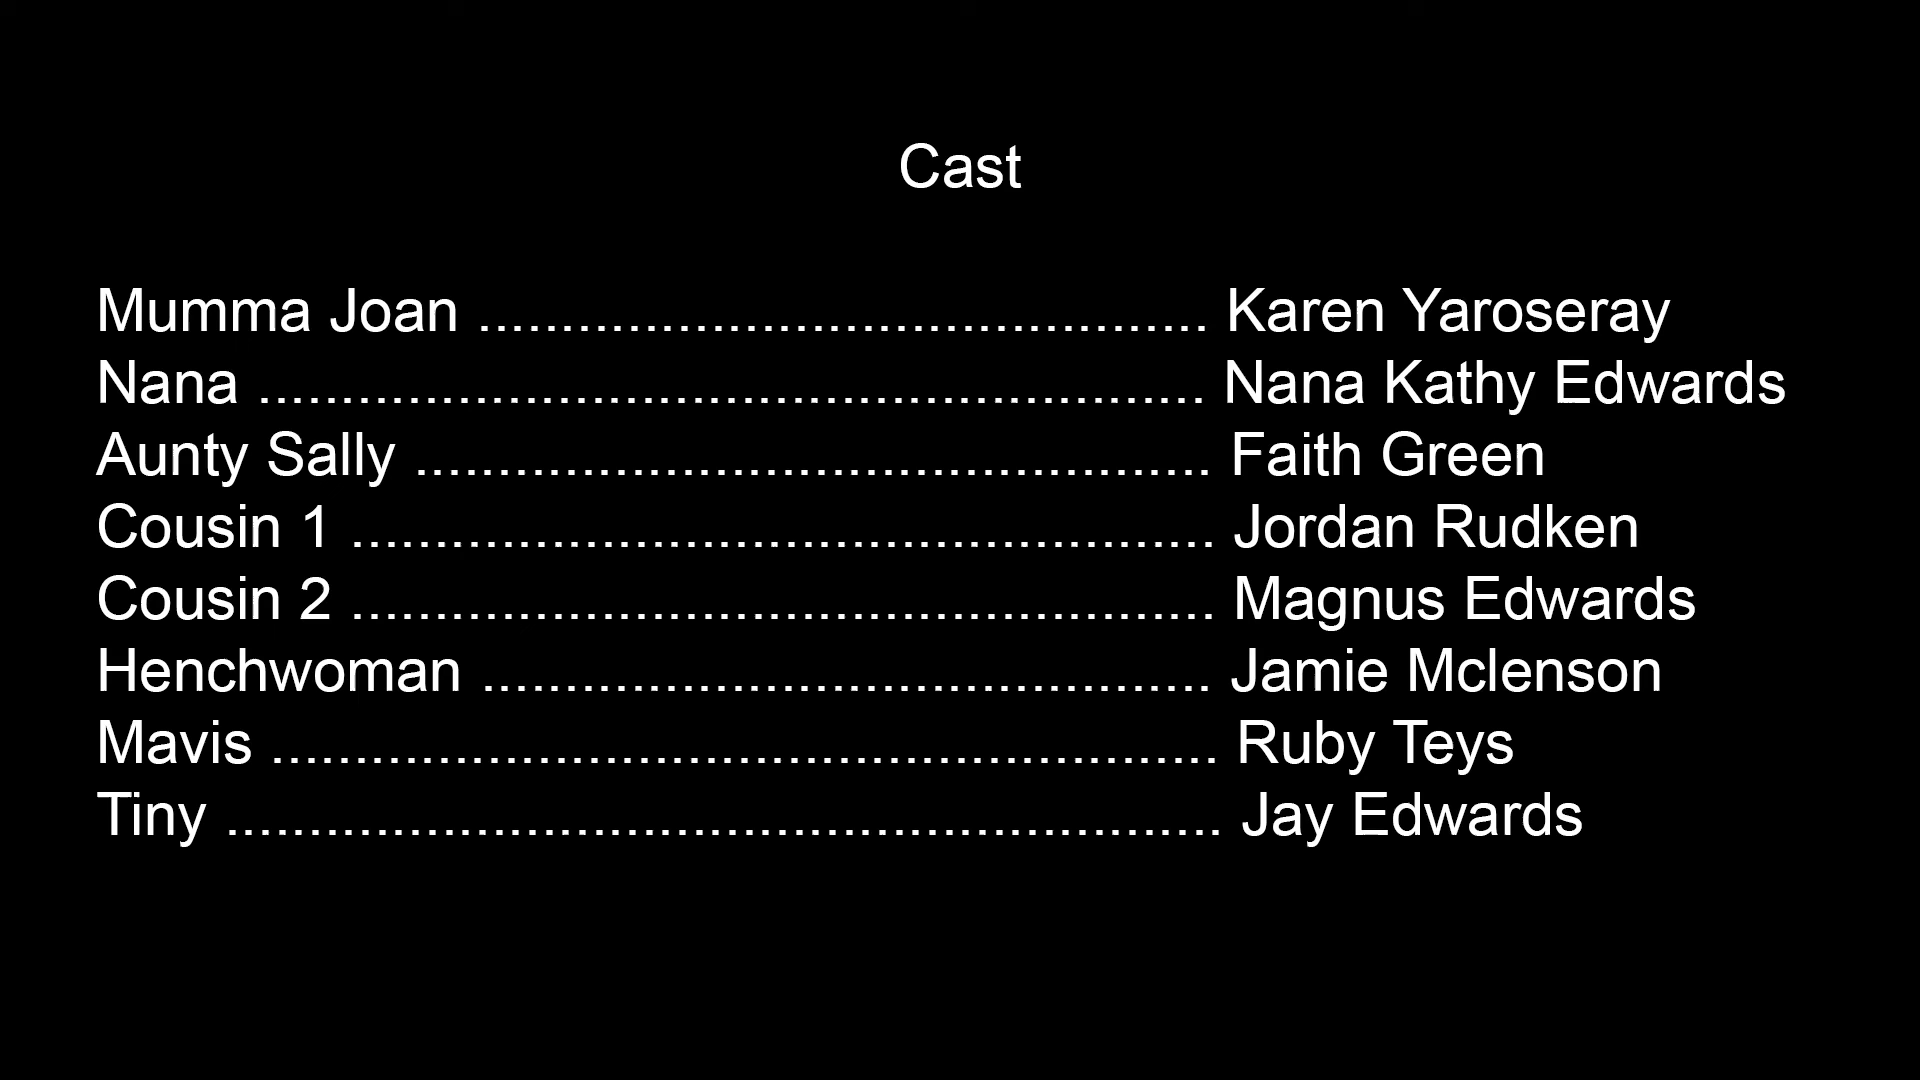 Cast
Mumma Joan ............................................ Karen Yaroseray
Nana ......................................................... Nana Kathy Edwards
Aunty Sally ................................................ Faith Green
Cousin 1 .................................................... Jordan Rudken
Cousin 2 .................................................... Magnus Edwards
Henchwoman ............................................ Jamie Mclenson
Mavis ......................................................... Ruby Teys
Tiny ............................................................ Jay Edwards